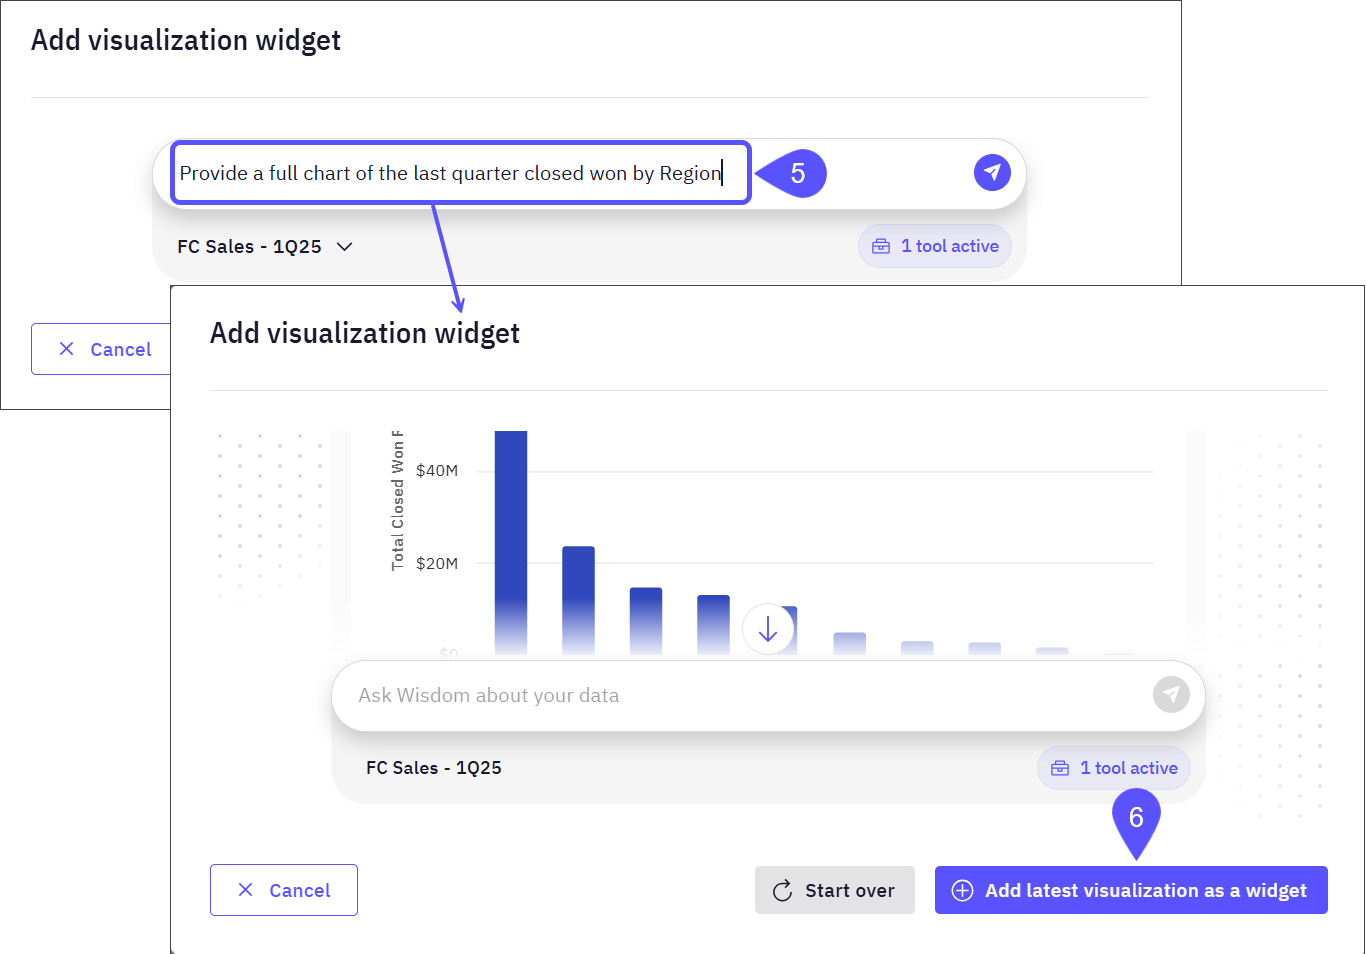 Add visualization widget
Provide a full chart of the last quarter closed won by Region
5
FC Sales - 1Q25
1 tool active
Cancel
Add visualization widget
Total Closed Won
$40M
$20M
$0
Ask Wisdom about your data
FC Sales - 1Q25
1 tool active
6
Cancel
Start over
Add latest visualization as a widget